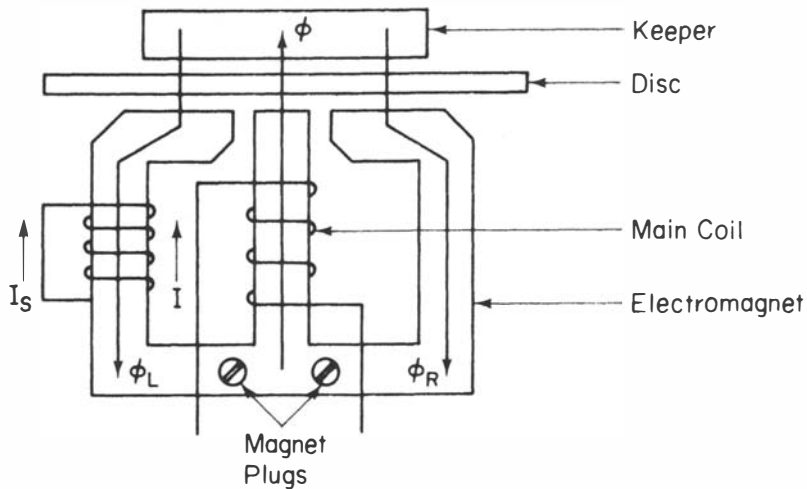 ϕ
Keeper
Disc
Main Coil
I_S
I
Electromagnet
ϕ_L
ϕ_R
Magnet
Plugs